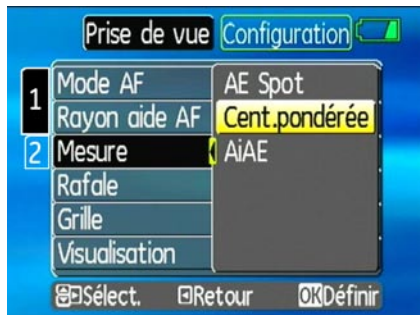 Prise de vue Configuration
1
2
Mode AF AE Spot
Rayon aide AF Cent.pondérée
Mesure AiAE
Rafale
Grille
Visualisation
Sélect. Retour OK Définir